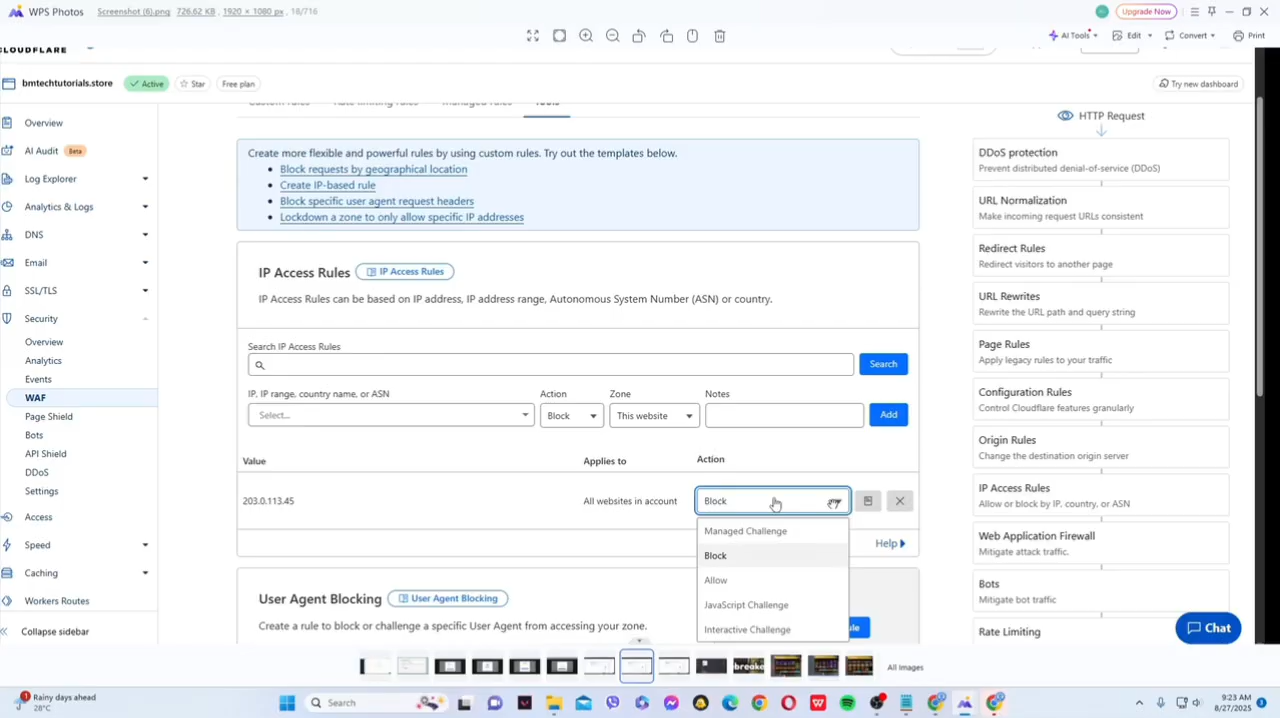 WPS Photos Screenshot (6).png 726.62 KB 1920 × 1080 px 18/716 Upgrade Now
AI Tools Edit Convert Print
CLOUDFLARE
bmtechtutorials.store Active Star Free plan Try new dashboard
Overview
AI Audit Beta
Log Explorer
Analytics & Logs
DNS
Email
SSL/TLS
Security
Overview
Analytics
Events
WAF
Page Shield
Bots
API Shield
DDoS
Settings
Access
Speed
Caching
Workers Routes
Collapse sidebar
Custom rules Rate limiting rules Managed rules Tools
Create more flexible and powerful rules by using custom rules. Try out the templates below.
Block requests by geographical location
Create IP-based rule
Block specific user agent request headers
Lockdown a zone to only allow specific IP addresses
IP Access Rules IP Access Rules
IP Access Rules can be based on IP address, IP address range, Autonomous System Number (ASN) or country.
Search IP Access Rules
Search
IP, IP range, country name, or ASN Action Zone Notes
Select... Block This website Add
Value Applies to Action
203.0.113.45 All websites in account Block
Managed Challenge
Block
Allow
JavaScript Challenge
Interactive Challenge
Help
User Agent Blocking User Agent Blocking
Create a rule to block or challenge a specific User Agent from accessing your zone.
HTTP Request
DDoS protection
Prevent distributed denial-of-service (DDoS)
URL Normalization
Make incoming request URLs consistent
Redirect Rules
Redirect visitors to another page
URL Rewrites
Rewrite the URL path and query string
Page Rules
Apply legacy rules to your traffic
Configuration Rules
Control Cloudflare features granularly
Origin Rules
Change the destination origin server
IP Access Rules
Allow or block by IP, country, or ASN
Web Application Firewall
Mitigate attack traffic.
Bots
Mitigate bot traffic
Rate Limiting
Chat
All Images
Rainy days ahead
28°C
Search
9:23 AM
8/27/2025